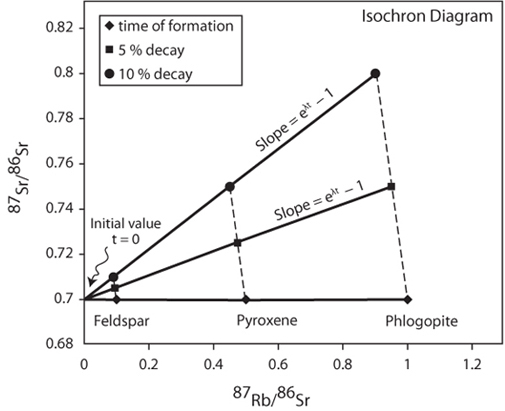 Isochron Diagram
♦ time of formation
■ 5 % decay
● 10 % decay
0.82
0.8
0.78
0.76
0.74
0.72
0.7
0.68
⁸⁷Sr/⁸⁶Sr
Slope = e^λt − 1
Slope = e^λt − 1
Initial value
t = 0
Feldspar
Pyroxene
Phlogopite
0
0.2
0.4
0.6
0.8
1
1.2
⁸⁷Rb/⁸⁶Sr